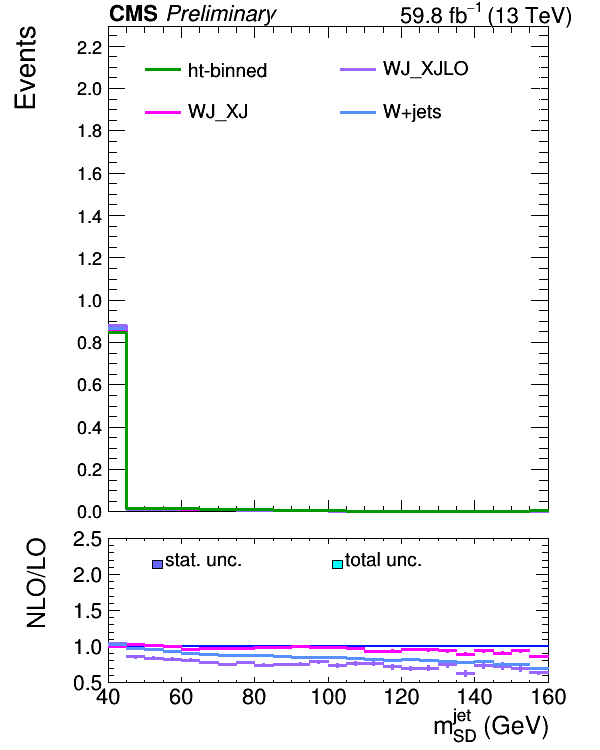 CMS Preliminary 59.8 fb⁻¹ (13 TeV)
Events
ht-binned WJ_XJLO
WJ_XJ W+jets
2.2
2.0
1.8
1.6
1.4
1.2
1.0
0.8
0.6
0.4
0.2
0.0
NLO/LO
stat. unc. total unc.
2.5
2.0
1.5
1.0
0.5
40 60 80 100 120 140 160
m_SD^jet (GeV)